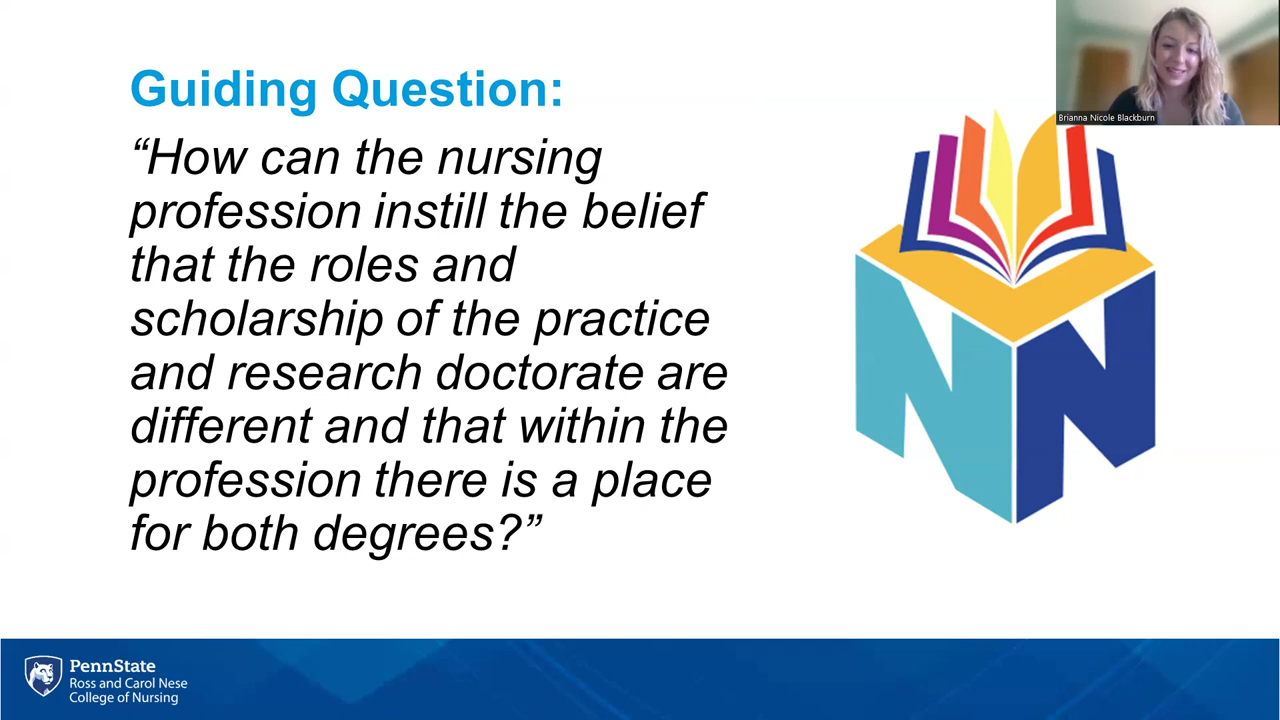 Guiding Question:
“How can the nursing
profession instill the belief
that the roles and
scholarship of the practice
and research doctorate are
different and that within the
profession there is a place
for both degrees?”
Brianna Nicole Blackburn
NN
PennState
Ross and Carol Nese
College of Nursing